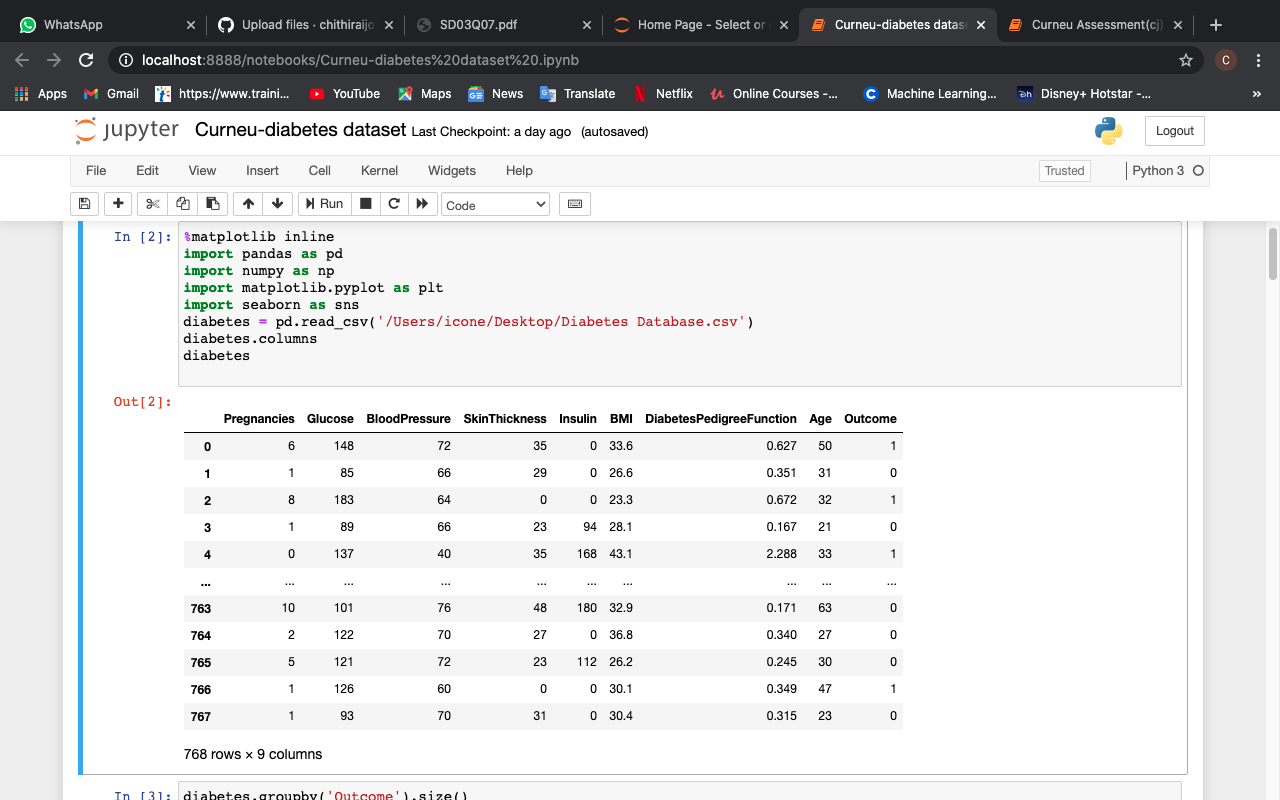 WhatsApp
Upload files · chithiraijo
SD03Q07.pdf
Home Page - Select or
Curneu-diabetes datase
Curneu Assessment(cj)
localhost:8888/notebooks/Curneu-diabetes%20dataset%20.ipynb
C
Apps
Gmail
https://www.traini...
YouTube
Maps
News
Translate
Netflix
Online Courses -...
Machine Learning...
Disney+ Hotstar -...
»
jupyter
Curneu-diabetes dataset Last Checkpoint: a day ago (autosaved)
Logout
File Edit View Insert Cell Kernel Widgets Help
Trusted
Python 3
Run
Code
In [2]:
%matplotlib inline
import pandas as pd
import numpy as np
import matplotlib.pyplot as plt
import seaborn as sns
diabetes = pd.read_csv('/Users/icone/Desktop/Diabetes Database.csv')
diabetes.columns
diabetes
Out[2]:
Pregnancies Glucose BloodPressure SkinThickness Insulin BMI DiabetesPedigreeFunction Age Outcome
0 6 148 72 35 0 33.6 0.627 50 1
1 1 85 66 29 0 26.6 0.351 31 0
2 8 183 64 0 0 23.3 0.672 32 1
3 1 89 66 23 94 28.1 0.167 21 0
4 0 137 40 35 168 43.1 2.288 33 1
... ... ... ... ... ... ... ... ... ...
763 10 101 76 48 180 32.9 0.171 63 0
764 2 122 70 27 0 36.8 0.340 27 0
765 5 121 72 23 112 26.2 0.245 30 0
766 1 126 60 0 0 30.1 0.349 47 1
767 1 93 70 31 0 30.4 0.315 23 0
768 rows × 9 columns
In [3]:
diabetes.groupby('Outcome').size()